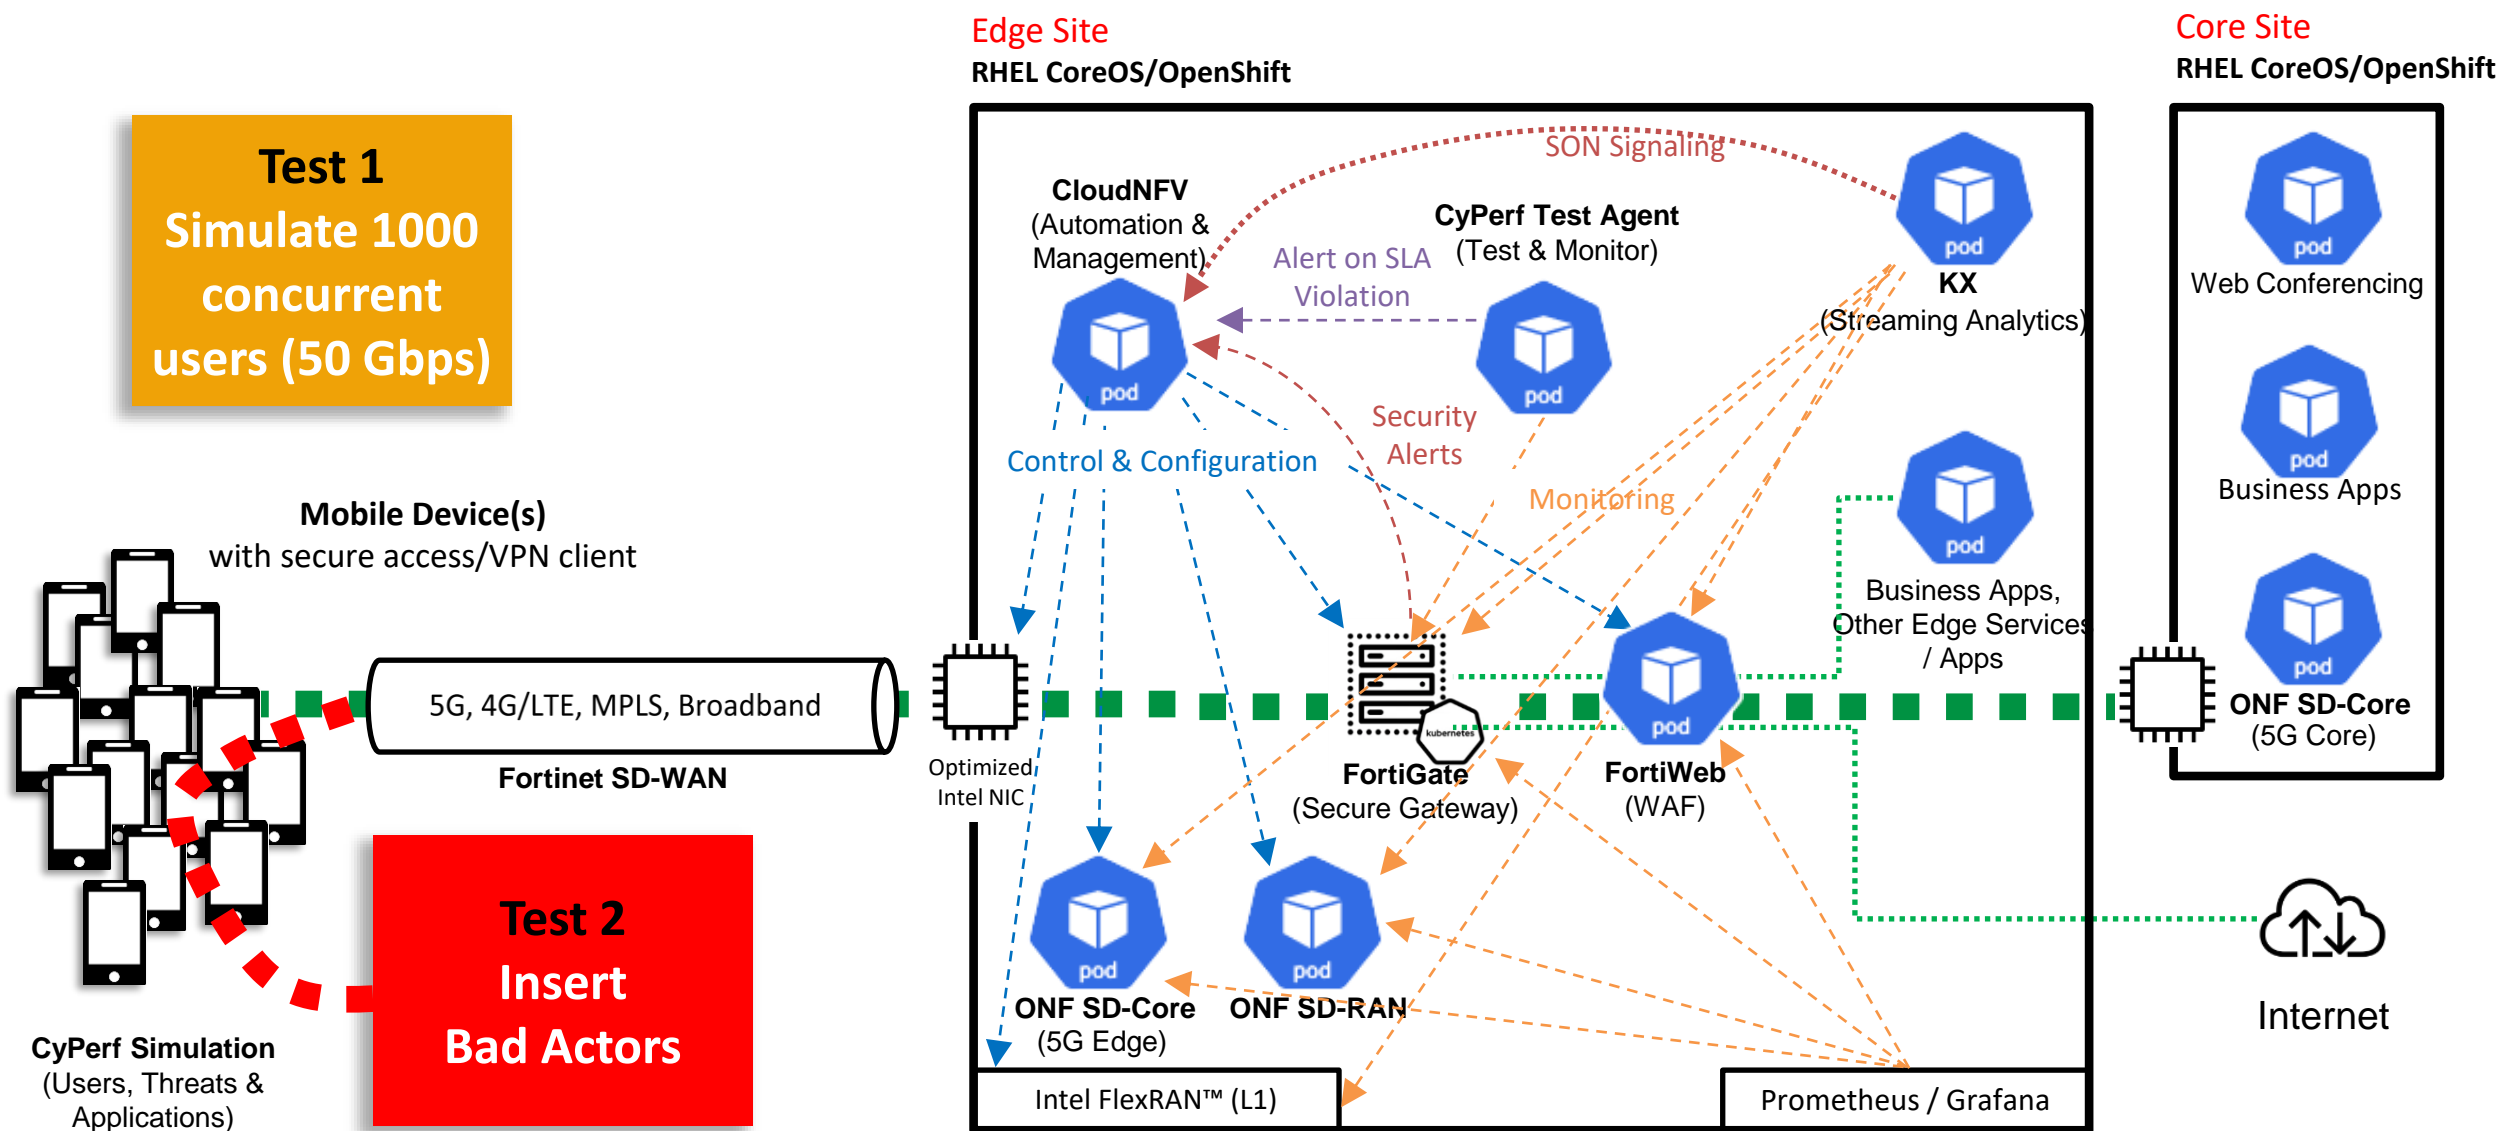 Edge Site
RHEL CoreOS/OpenShift
Core Site
RHEL CoreOS/OpenShift
Test 1
Simulate 1000
concurrent
users (50 Gbps)
Mobile Device(s)
with secure access/VPN client
5G, 4G/LTE, MPLS, Broadband
Fortinet SD-WAN
Test 2
Insert
Bad Actors
CyPerf Simulation
(Users, Threats &
Applications)
Optimized
Intel NIC
CloudNFV
(Automation &
Management)
pod
SON Signaling
CyPerf Test Agent
(Test & Monitor)
pod
Alert on SLA
Violation
Security
Alerts
Control & Configuration
Monitoring
pod
KX
(Streaming Analytics)
pod
Business Apps,
Other Edge Services
/ Apps
kubernetes
FortiGate
(Secure Gateway)
pod
FortiWeb
(WAF)
pod
ONF SD-Core
(5G Edge)
pod
ONF SD-RAN
Intel FlexRAN™ (L1)
Prometheus / Grafana
pod
Web Conferencing
pod
Business Apps
pod
ONF SD-Core
(5G Core)
Internet